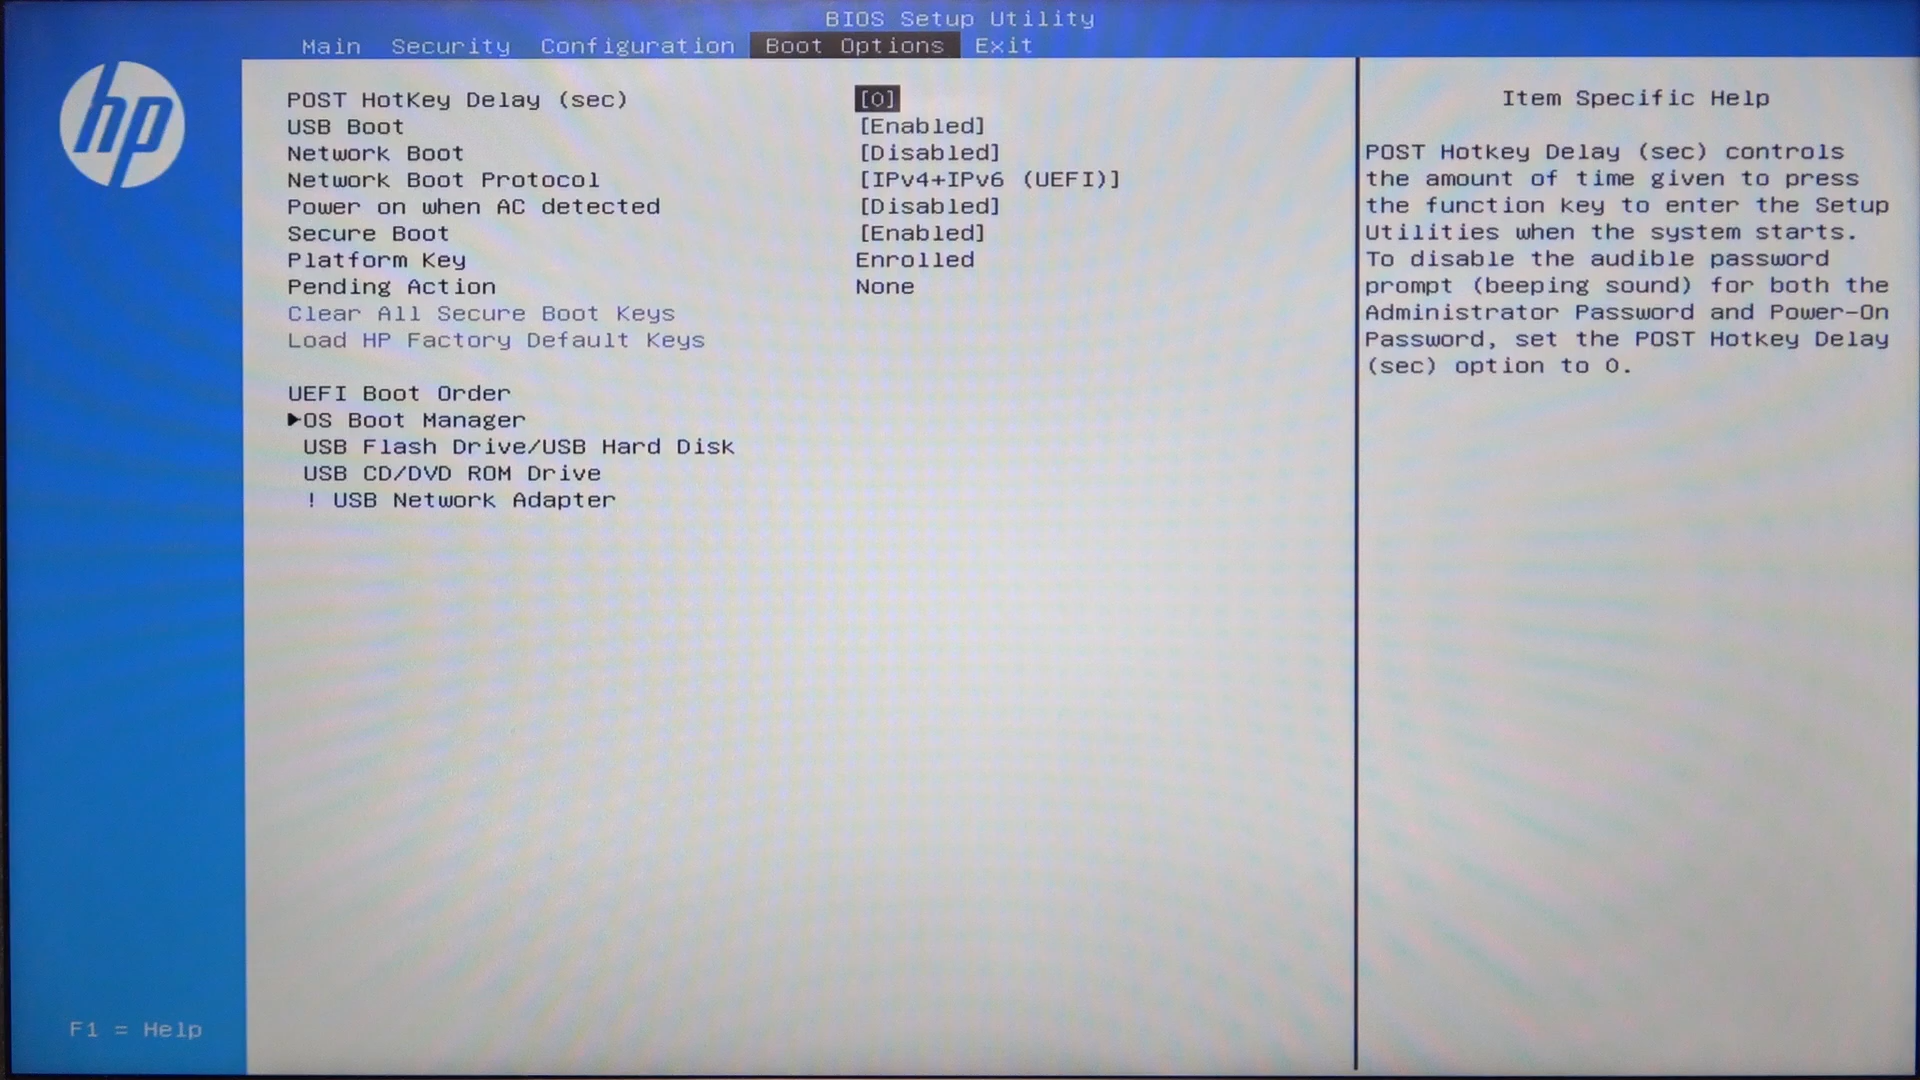 BIOS Setup Utility
Main Security Configuration Boot Options Exit
hp
POST HotKey Delay (sec) [0]
USB Boot [Enabled]
Network Boot [Disabled]
Network Boot Protocol [IPv4+IPv6 (UEFI)]
Power on when AC detected [Disabled]
Secure Boot [Enabled]
Platform Key Enrolled
Pending Action None
Clear All Secure Boot Keys
Load HP Factory Default Keys
UEFI Boot Order
▶OS Boot Manager
USB Flash Drive/USB Hard Disk
USB CD/DVD ROM Drive
! USB Network Adapter
Item Specific Help
POST Hotkey Delay (sec) controls
the amount of time given to press
the function key to enter the Setup
Utilities when the system starts.
To disable the audible password
prompt (beeping sound) for both the
Administrator Password and Power-On
Password, set the POST Hotkey Delay
(sec) option to 0.
F1 = Help